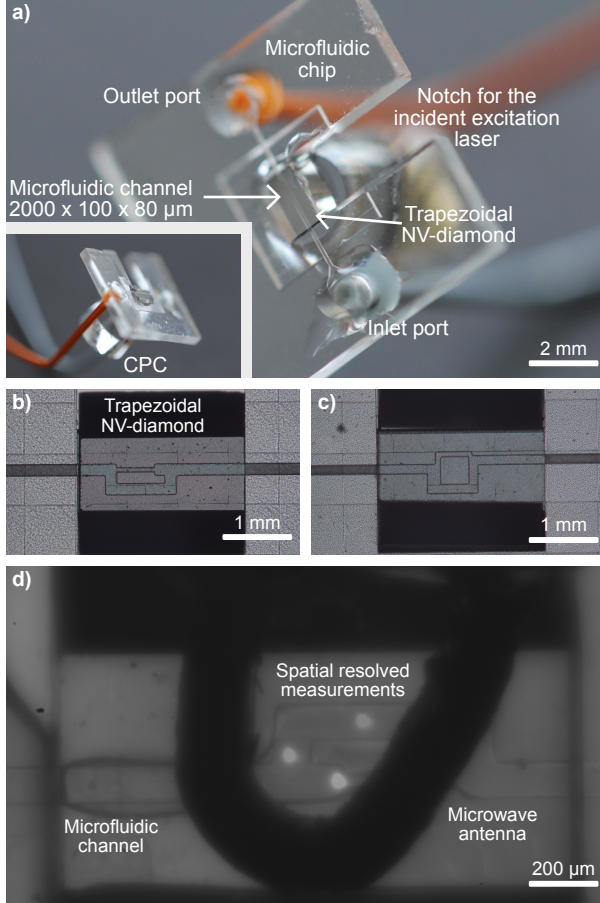 a)
Microfluidic
chip
Outlet port
Notch for the
incident excitation
laser
Microfluidic channel
2000 x 100 x 80 µm
Trapezoidal
NV-diamond
Inlet port
CPC
2 mm
b)
Trapezoidal
NV-diamond
1 mm
c)
1 mm
d)
Spatial resolved
measurements
Microfluidic
channel
Microwave
antenna
200 µm